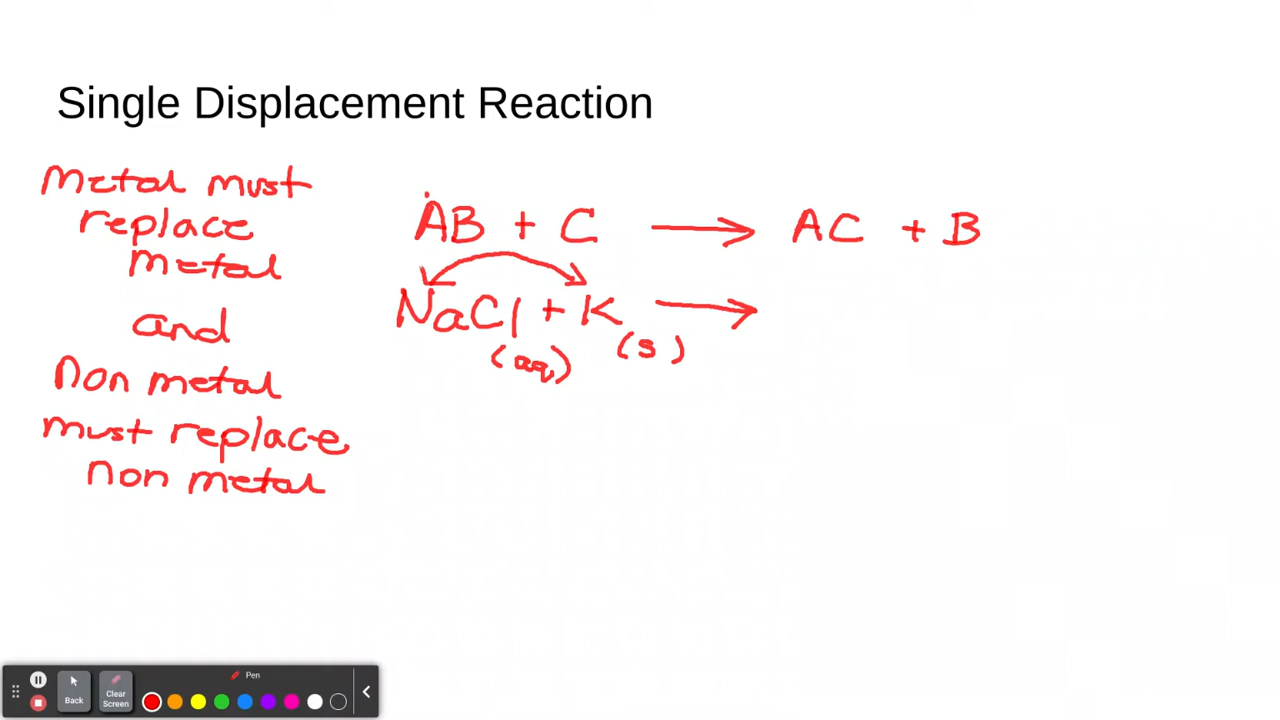 Single Displacement Reaction
Metal must
replace
Metal
and
Non metal
must replace
non metal
AB + C → AC + B
NaCl + K →
(aq) (s)
Pen
Back
Clear
Screen